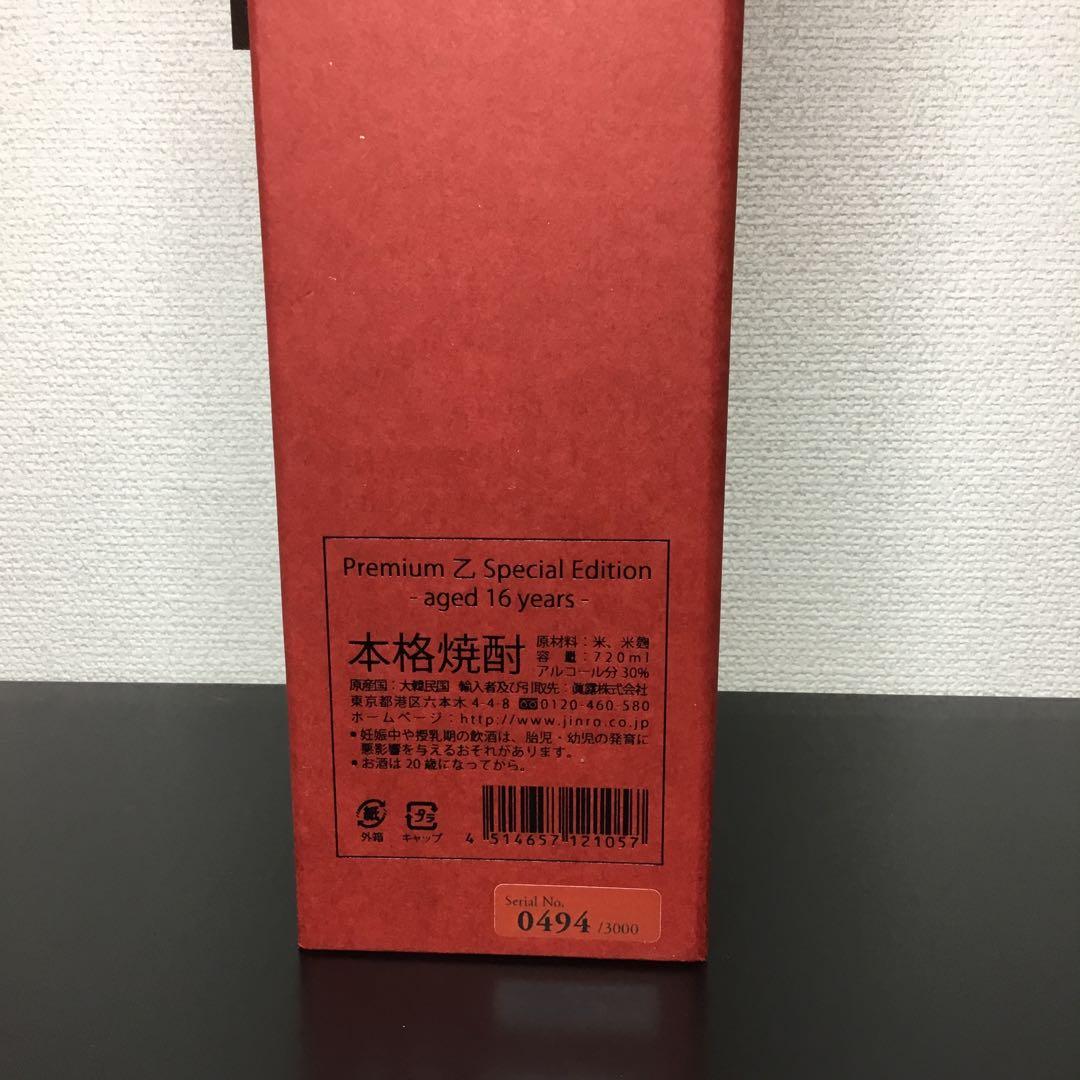 Premium 乙 Special Edition
- aged 16 years -
本格焼酎
原材料：米、米麹
容　量：720ml
アルコール分30%
原産国：大韓民国 輸入者及び引取先：眞露株式会社
東京都港区六本木4-4-8 0120-460-580
ホームページ：http://www.jinro.co.jp
●妊娠中や授乳期の飲酒は、胎児・幼児の発育に
悪影響を与えるおそれがあります。
●お酒は20歳になってから。
紙
外箱
プラ
キャップ
4 514657 121057
Serial No.
0494 /3000